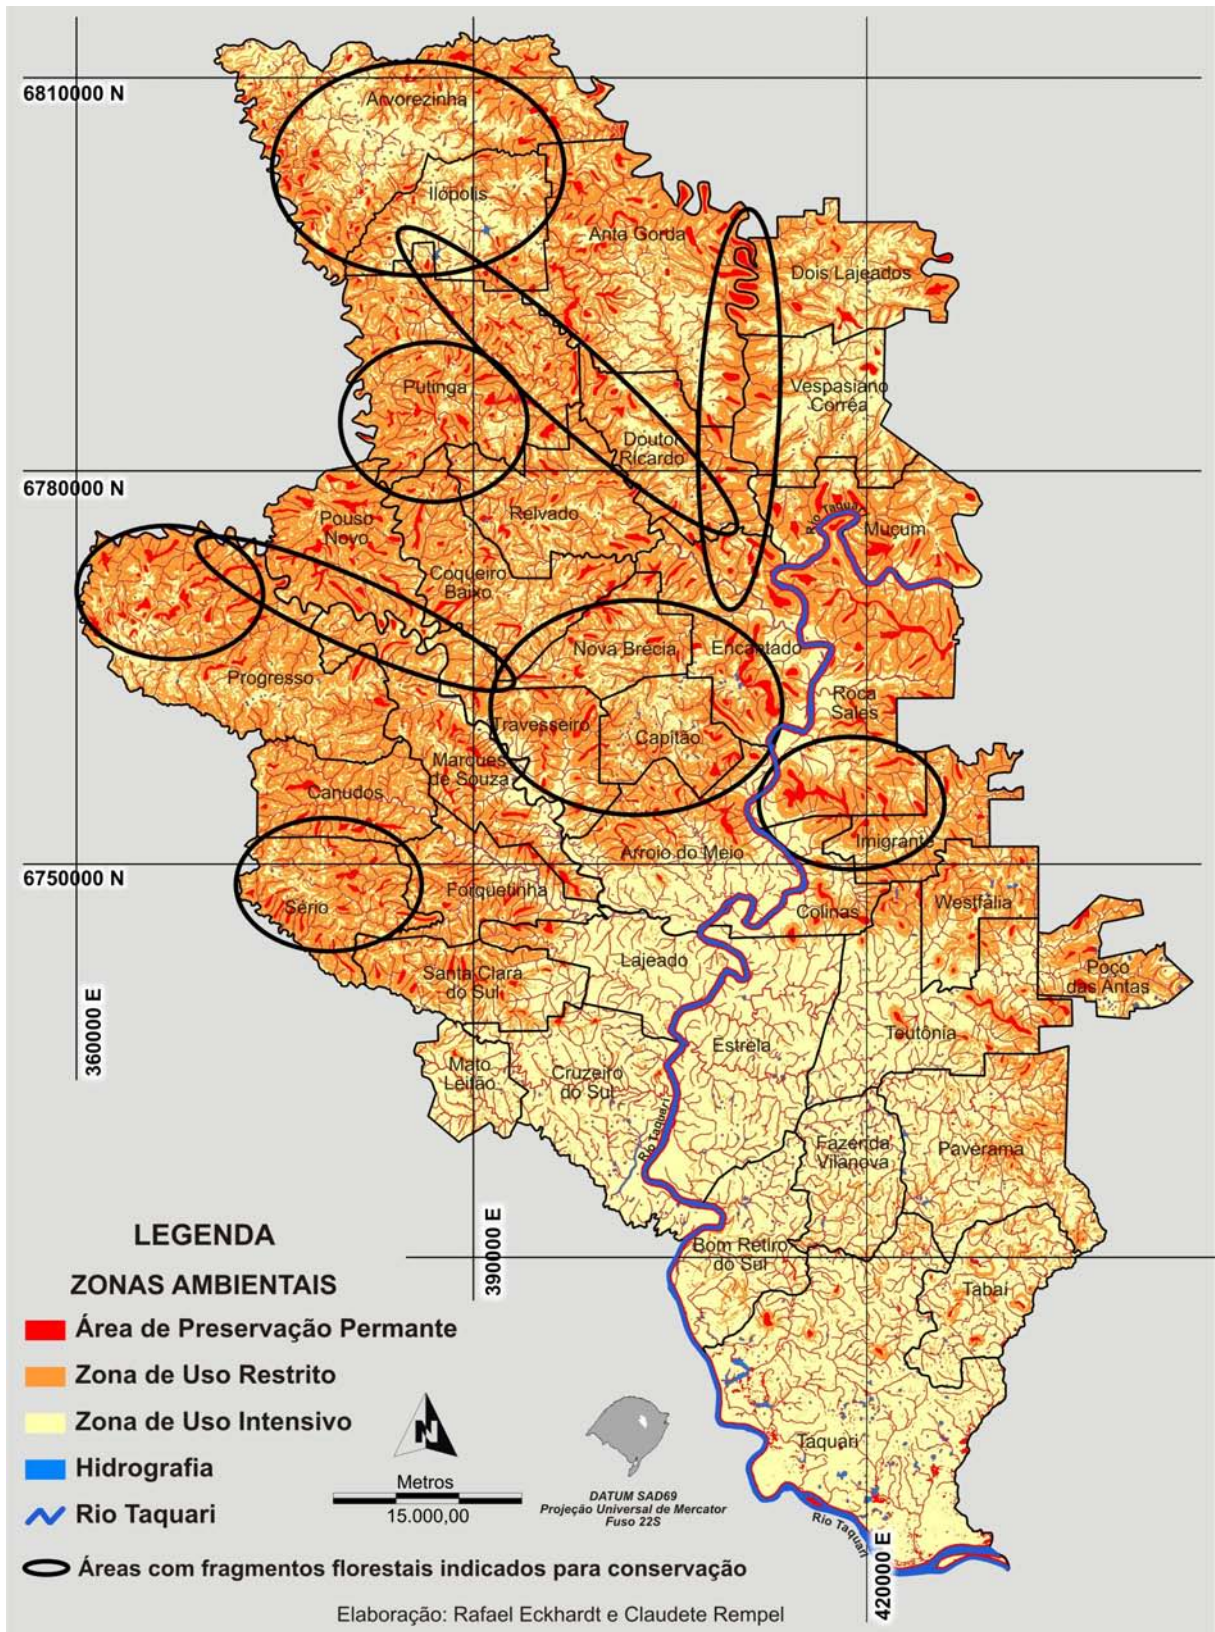 6810000 N
Arvorezinha
Ilópolis
Anta Gorda
Dois Lajeados
Putinga
Vespasiano
Corrêa
Doutor
Ricardo
6780000 N
Pouso
Novo
Relvado
Rio Taquari
Muçum
Coqueiro
Baixo
Nova Bréscia
Encantado
Progresso
Roca
Sales
Travesseiro
Capitão
Marques
de Souza
Canudos
Arroio do Meio
Imigrante
6750000 N
Sério
Forquetinha
Colinas
Westfália
Lajeado
Santa Clara
do Sul
Poço
das Antas
360000 E
Estrela
Teutônia
Mato
Leitão
Cruzeiro
do Sul
Rio Taquari
Fazenda
Vilanova
Paverama
390000 E
Bom Retiro
do Sul
Tabaí
LEGENDA
ZONAS AMBIENTAIS
Área de Preservação Permante
Zona de Uso Restrito
Zona de Uso Intensivo
Hidrografia
Rio Taquari
N
Metros
15.000,00
DATUM SAD69
Projeção Universal de Mercator
Fuso 22S
Taquari
Rio Taquari
420000 E
Áreas com fragmentos florestais indicados para conservação
Elaboração: Rafael Eckhardt e Claudete Rempel